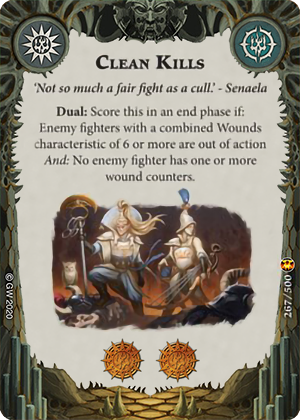 CLEAN KILLS
'Not so much a fair fight as a cull.' - Senaela
Dual: Score this in an end phase if:
Enemy fighters with a combined Wounds
characteristic of 6 or more are out of action
And: No enemy fighter has one or more
wound counters.
© GW 2020
267/500